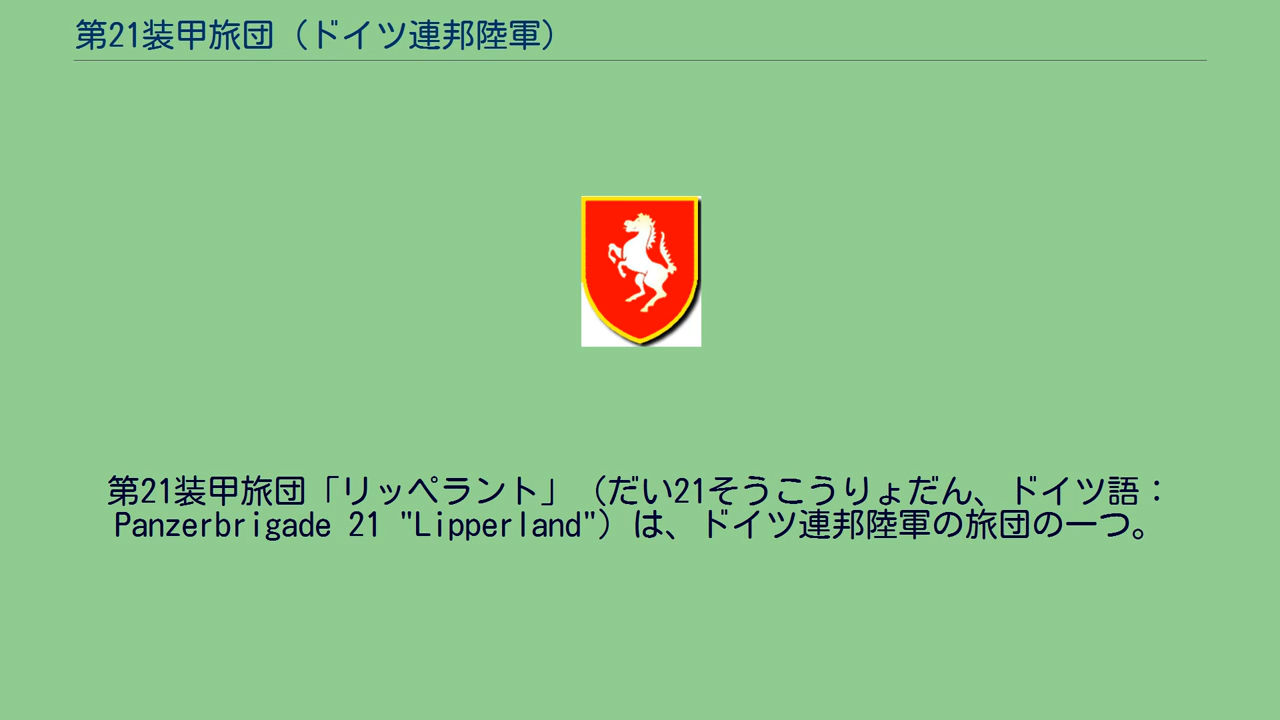 第21装甲旅団（ドイツ連邦陸軍）
第21装甲旅団「リッペラント」（だい21そうこうりょだん、ドイツ語：
Panzerbrigade 21 "Lipperland"）は、ドイツ連邦陸軍の旅団の一つ。